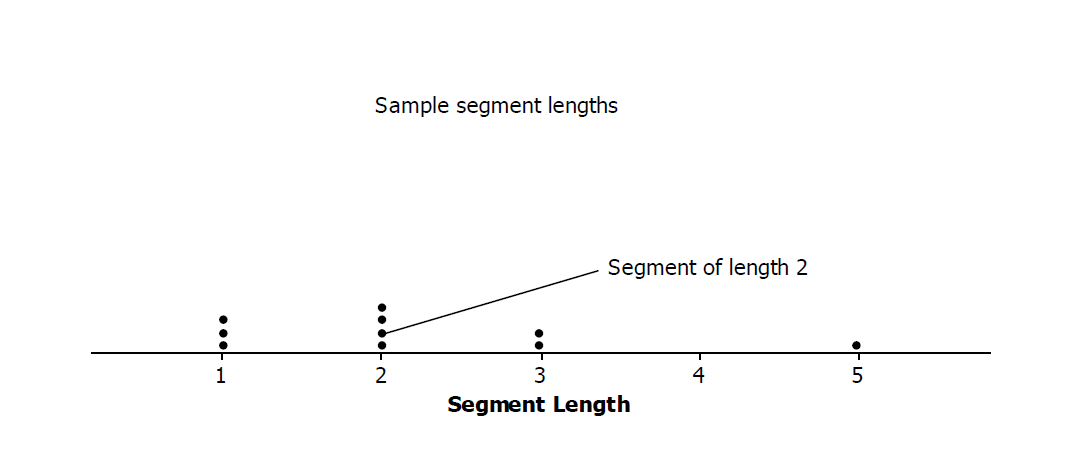 Sample segment lengths
Segment of length 2
1 2 3 4 5
Segment Length